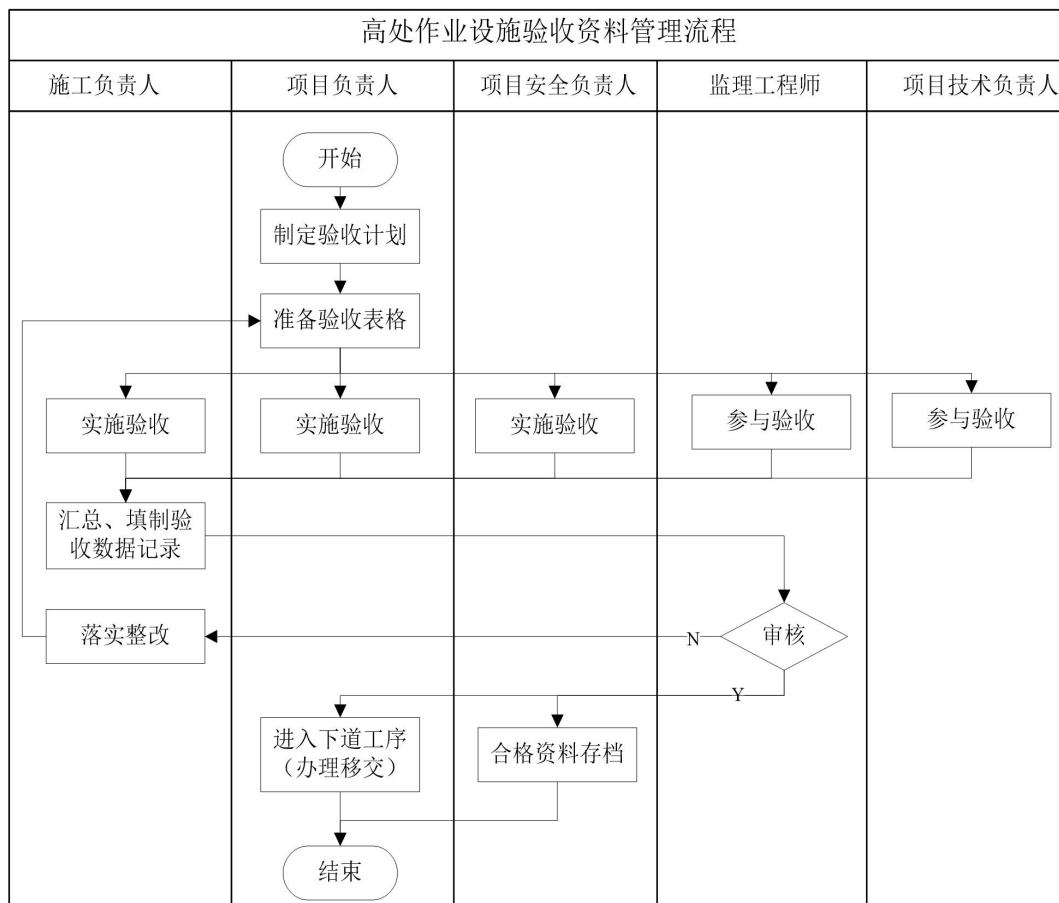 高处作业设施验收资料管理流程
施工负责人
项目负责人
项目安全负责人
监理工程师
项目技术负责人
开始
制定验收计划
准备验收表格
实施验收
实施验收
实施验收
参与验收
参与验收
汇总、填制验
收数据记录
落实整改
N
审核
Y
进入下道工序
（办理移交）
合格资料存档
结束